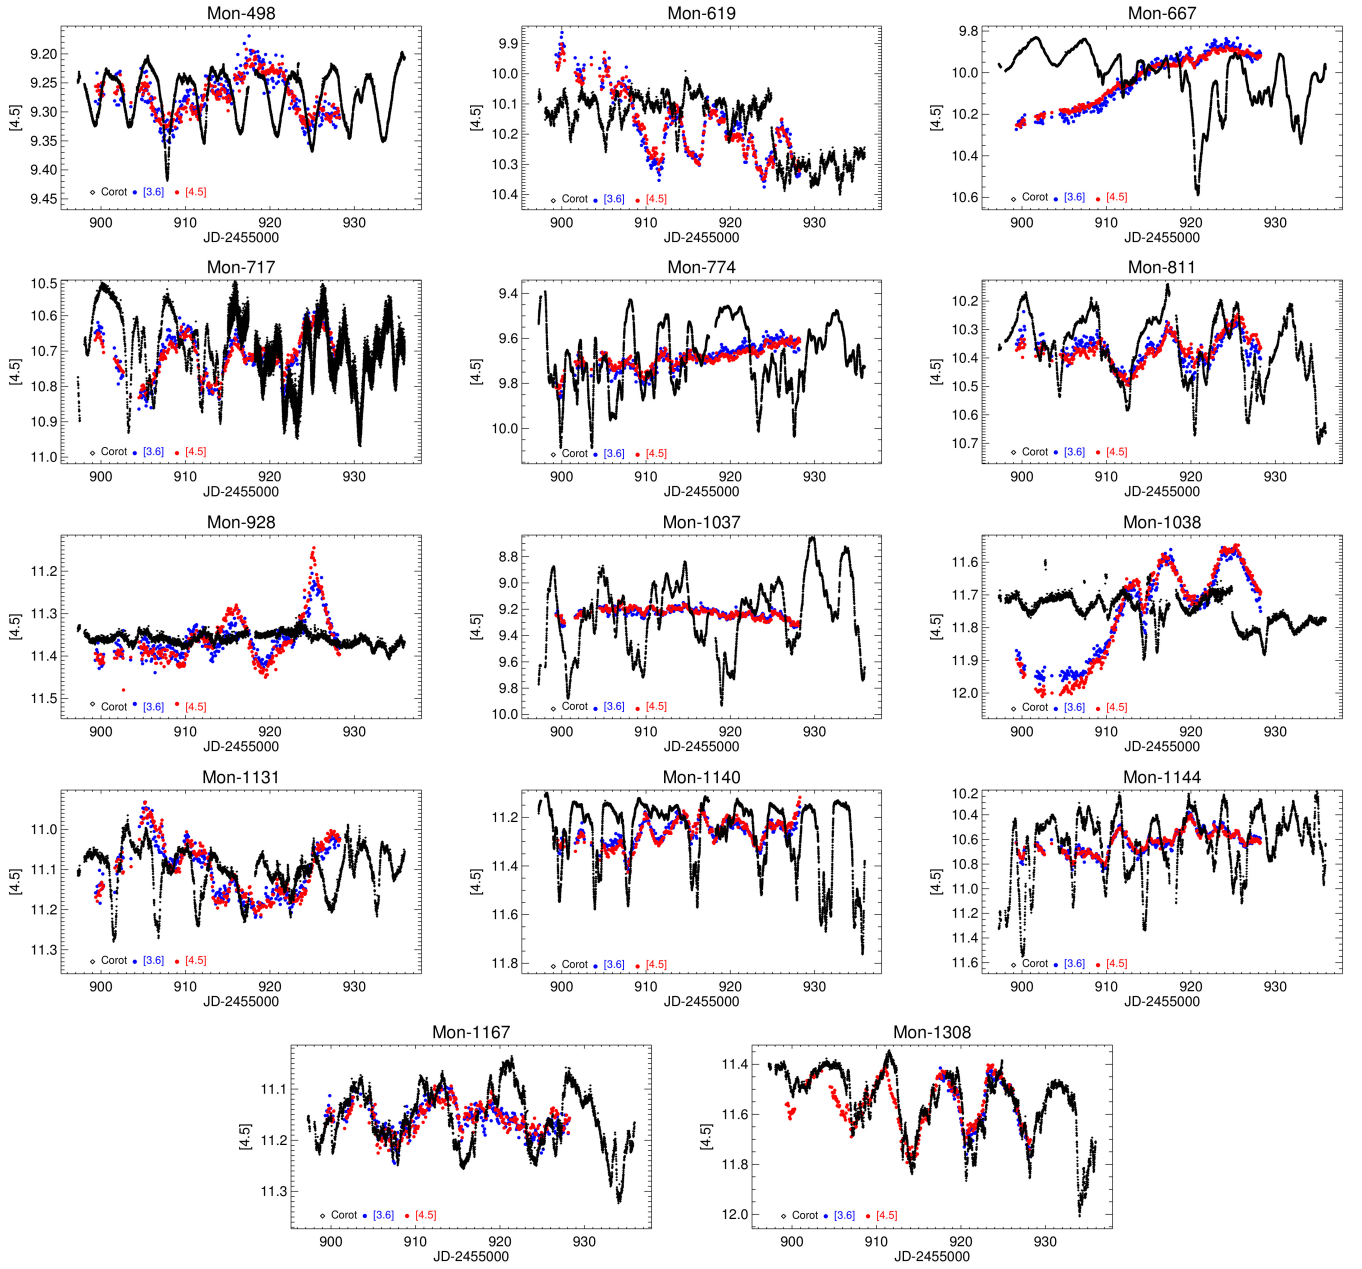 Mon-498
Mon-619
Mon-667
9.20
9.25
9.30
9.35
9.40
9.45
[4.5]
Corot [3.6] [4.5]
900 910 920 930
JD-2455000
9.9
10.0
10.1
10.2
10.3
10.4
[4.5]
Corot [3.6] [4.5]
900 910 920 930
JD-2455000
9.8
10.0
10.2
10.4
10.6
[4.5]
Corot [3.6] [4.5]
900 910 920 930
JD-2455000
Mon-717
Mon-774
Mon-811
10.5
10.6
10.7
10.8
10.9
11.0
[4.5]
Corot [3.6] [4.5]
900 910 920 930
JD-2455000
9.4
9.6
9.8
10.0
[4.5]
Corot [3.6] [4.5]
900 910 920 930
JD-2455000
10.2
10.3
10.4
10.5
10.6
10.7
[4.5]
Corot [3.6] [4.5]
900 910 920 930
JD-2455000
Mon-928
Mon-1037
Mon-1038
11.2
11.3
11.4
11.5
[4.5]
Corot [3.6] [4.5]
900 910 920 930
JD-2455000
8.8
9.0
9.2
9.4
9.6
9.8
10.0
[4.5]
Corot [3.6] [4.5]
900 910 920 930
JD-2455000
11.6
11.7
11.8
11.9
12.0
[4.5]
Corot [3.6] [4.5]
900 910 920 930
JD-2455000
Mon-1131
Mon-1140
Mon-1144
11.0
11.1
11.2
11.3
[4.5]
Corot [3.6] [4.5]
900 910 920 930
JD-2455000
11.2
11.4
11.6
11.8
[4.5]
Corot [3.6] [4.5]
900 910 920 930
JD-2455000
10.2
10.4
10.6
10.8
11.0
11.2
11.4
11.6
[4.5]
Corot [3.6] [4.5]
900 910 920 930
JD-2455000
Mon-1167
Mon-1308
11.1
11.2
11.3
[4.5]
Corot [3.6] [4.5]
900 910 920 930
JD-2455000
11.4
11.6
11.8
12.0
[4.5]
Corot [3.6] [4.5]
900 910 920 930
JD-2455000